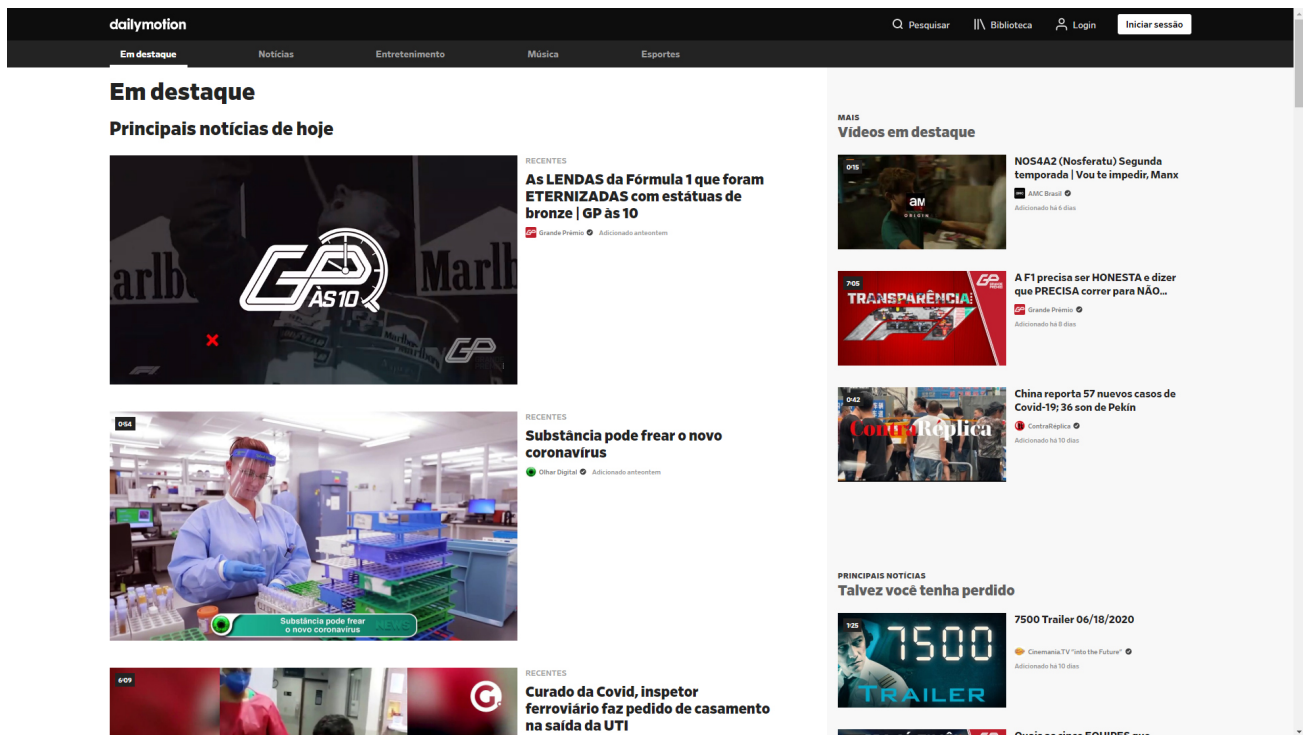 dailymotion
Pesquisar
Biblioteca
Login
Iniciar sessão
Em destaque
Notícias
Entretenimento
Música
Esportes
Em destaque
Principais notícias de hoje
Marlb
GP
ÀS 10
GP
RECENTES
As LENDAS da Fórmula 1 que foram
ETERNIZADAS com estátuas de
bronze | GP às 10
Grande Prêmio
Adicionado anteontem
0:54
Substância pode frear
o novo coronavírus
NEWS
RECENTES
Substância pode frear o novo
coronavírus
Olhar Digital
Adicionado anteontem
6:09
RECENTES
Curado da Covid, inspetor
ferroviário faz pedido de casamento
na saída da UTI
MAIS
Vídeos em destaque
0:15
ORIGIN
NOS4A2 (Nosferatu) Segunda
temporada | Vou te impedir, Manx
AMC Brasil
Adicionado há 6 dias
7:05
TRANSPARÊNCIA
GP
A F1 precisa ser HONESTA e dizer
que PRECISA correr para NÃO...
Grande Prêmio
Adicionado há 8 dias
0:42
ContraRéplica
China reporta 57 nuevos casos de
Covid-19; 36 son de Pekín
ContraRéplica
Adicionado há 10 dias
PRINCIPAIS NOTÍCIAS
Talvez você tenha perdido
1:25
7500
TRAILER
7500 Trailer 06/18/2020
Cinemania.TV "into the Future"
Adicionado há 10 dias